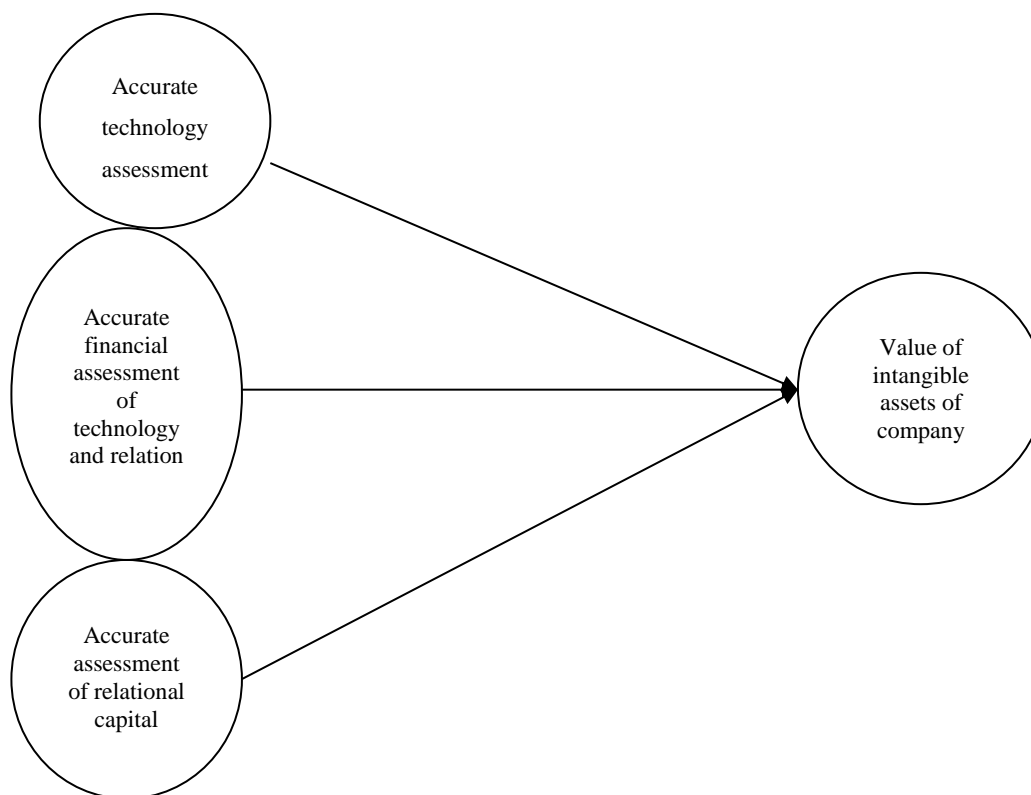 Accurate
technology
assessment
Accurate
financial
assessment
of
technology
and relation
Value of
intangible
assets of
company
Accurate
assessment
of relational
capital